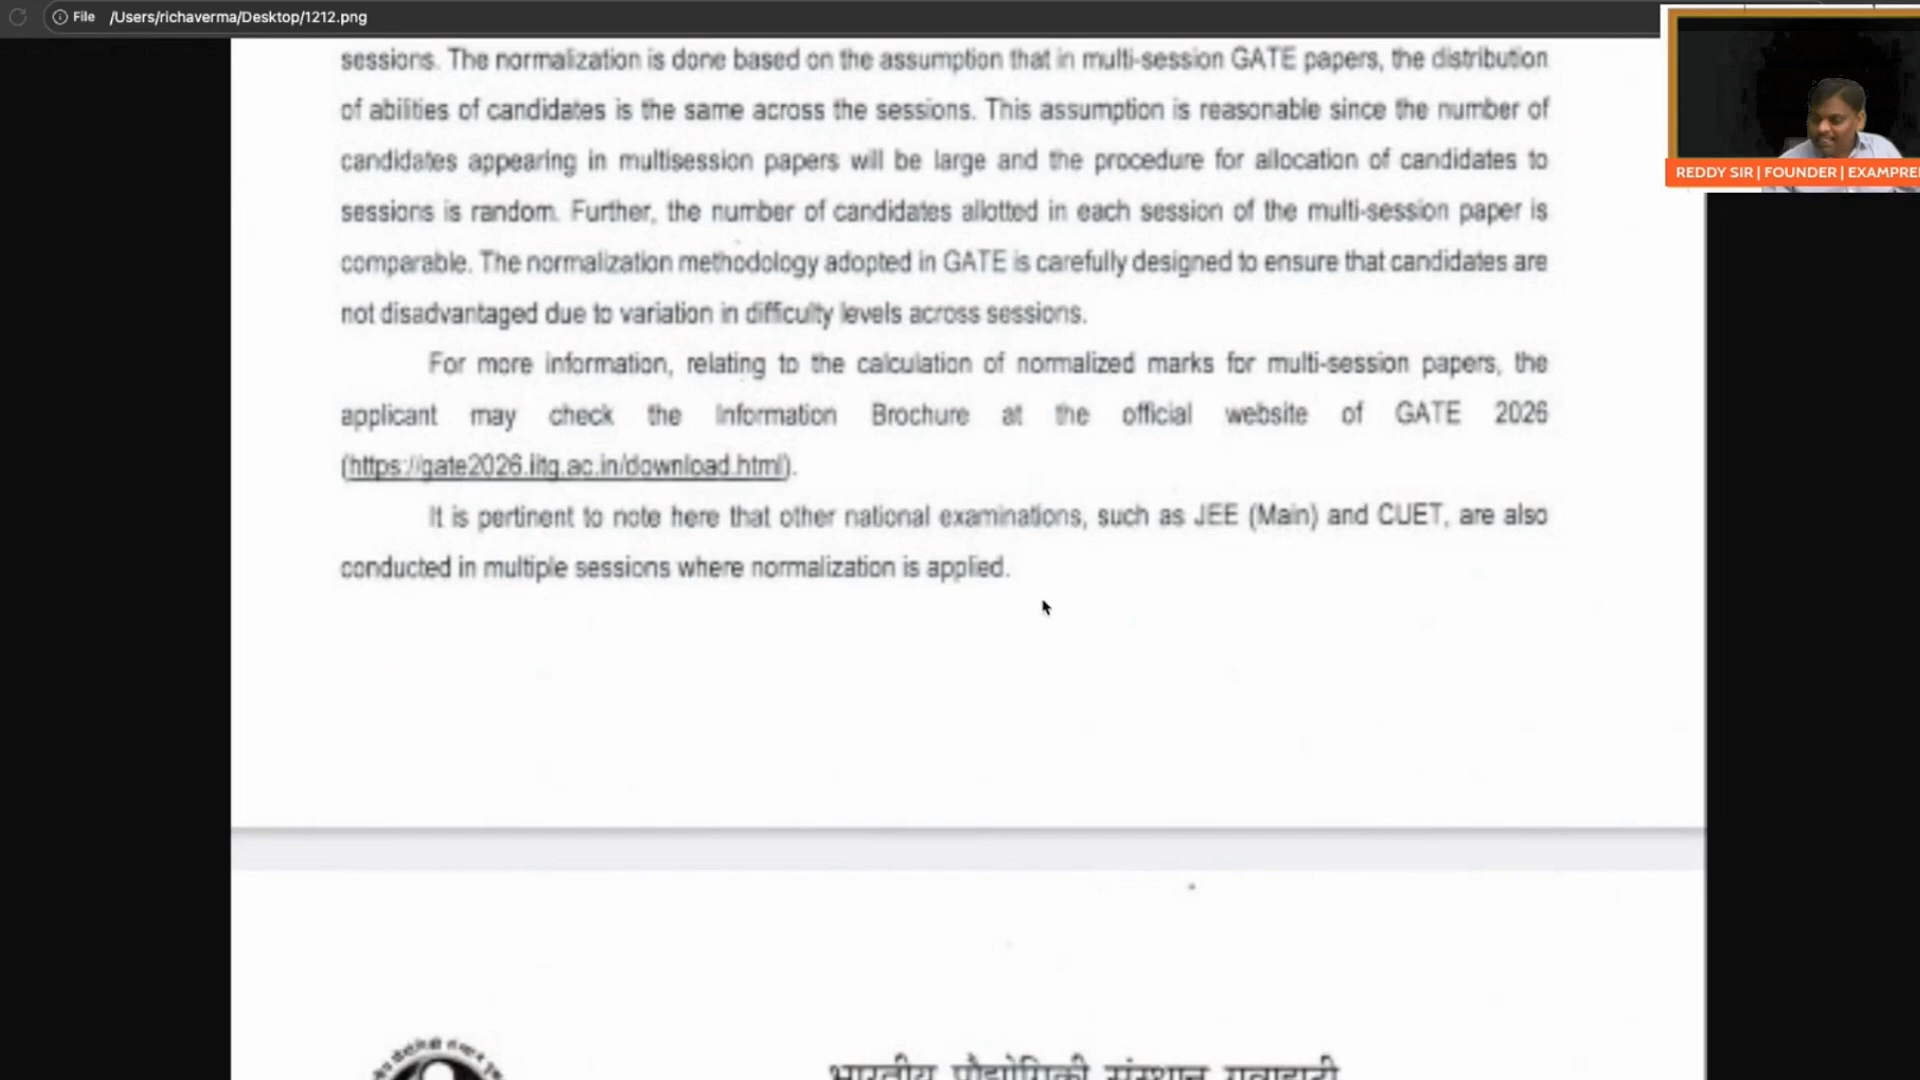 File /Users/richaverma/Desktop/1212.png
REDDY SIR | FOUNDER | EXAMPRE
sessions. The normalization is done based on the assumption that in multi-session GATE papers, the distribution
of abilities of candidates is the same across the sessions. This assumption is reasonable since the number of
candidates appearing in multisession papers will be large and the procedure for allocation of candidates to
sessions is random. Further, the number of candidates allotted in each session of the multi-session paper is
comparable. The normalization methodology adopted in GATE is carefully designed to ensure that candidates are
not disadvantaged due to variation in difficulty levels across sessions.
For more information, relating to the calculation of normalized marks for multi-session papers, the
applicant may check the Information Brochure at the official website of GATE 2026
(https://gate2026.iitg.ac.in/download.html).
It is pertinent to note here that other national examinations, such as JEE (Main) and CUET, are also
conducted in multiple sessions where normalization is applied.
भारतीय प्रौद्योगिकी संस्थान गुवाहाटी